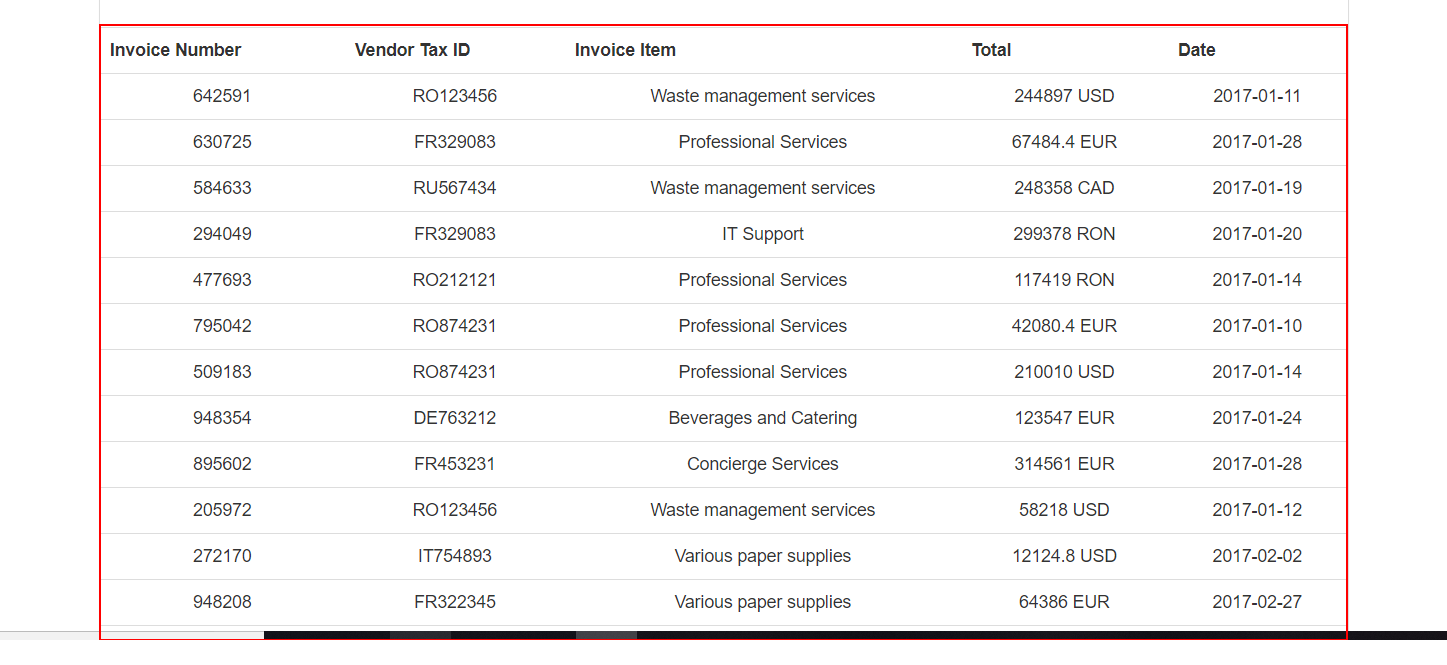 Invoice Number Vendor Tax ID Invoice Item Total Date
642591 RO123456 Waste management services 244897 USD 2017-01-11
630725 FR329083 Professional Services 67484.4 EUR 2017-01-28
584633 RU567434 Waste management services 248358 CAD 2017-01-19
294049 FR329083 IT Support 299378 RON 2017-01-20
477693 RO212121 Professional Services 117419 RON 2017-01-14
795042 RO874231 Professional Services 42080.4 EUR 2017-01-10
509183 RO874231 Professional Services 210010 USD 2017-01-14
948354 DE763212 Beverages and Catering 123547 EUR 2017-01-24
895602 FR453231 Concierge Services 314561 EUR 2017-01-28
205972 RO123456 Waste management services 58218 USD 2017-01-12
272170 IT754893 Various paper supplies 12124.8 USD 2017-02-02
948208 FR322345 Various paper supplies 64386 EUR 2017-02-27